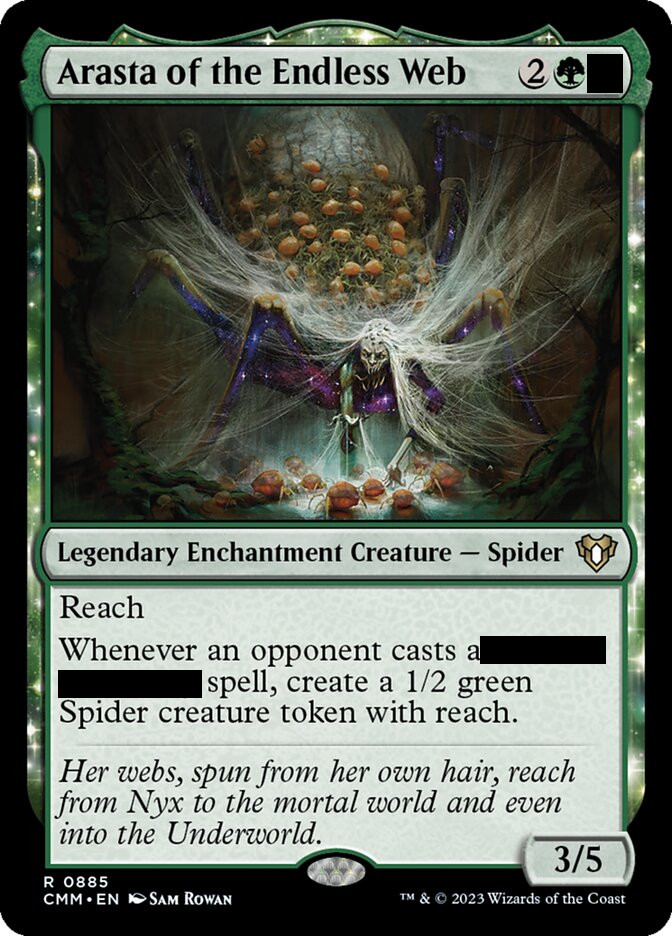 Arasta of the Endless Web 2
Legendary Enchantment Creature — Spider
Reach
Whenever an opponent casts a
spell, create a 1/2 green
Spider creature token with reach.
Her webs, spun from her own hair, reach
from Nyx to the mortal world and even
into the Underworld.
3/5
R 0885
CMM • EN Sam Rowan
™ & © 2023 Wizards of the Coast